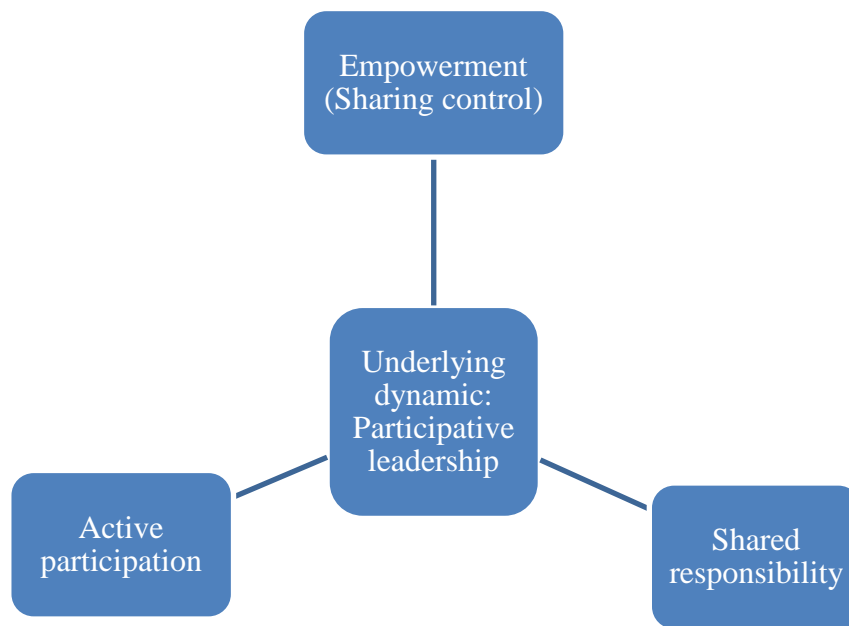 Empowerment
(Sharing control)
Underlying
dynamic:
Participative
leadership
Active
participation
Shared
responsibility